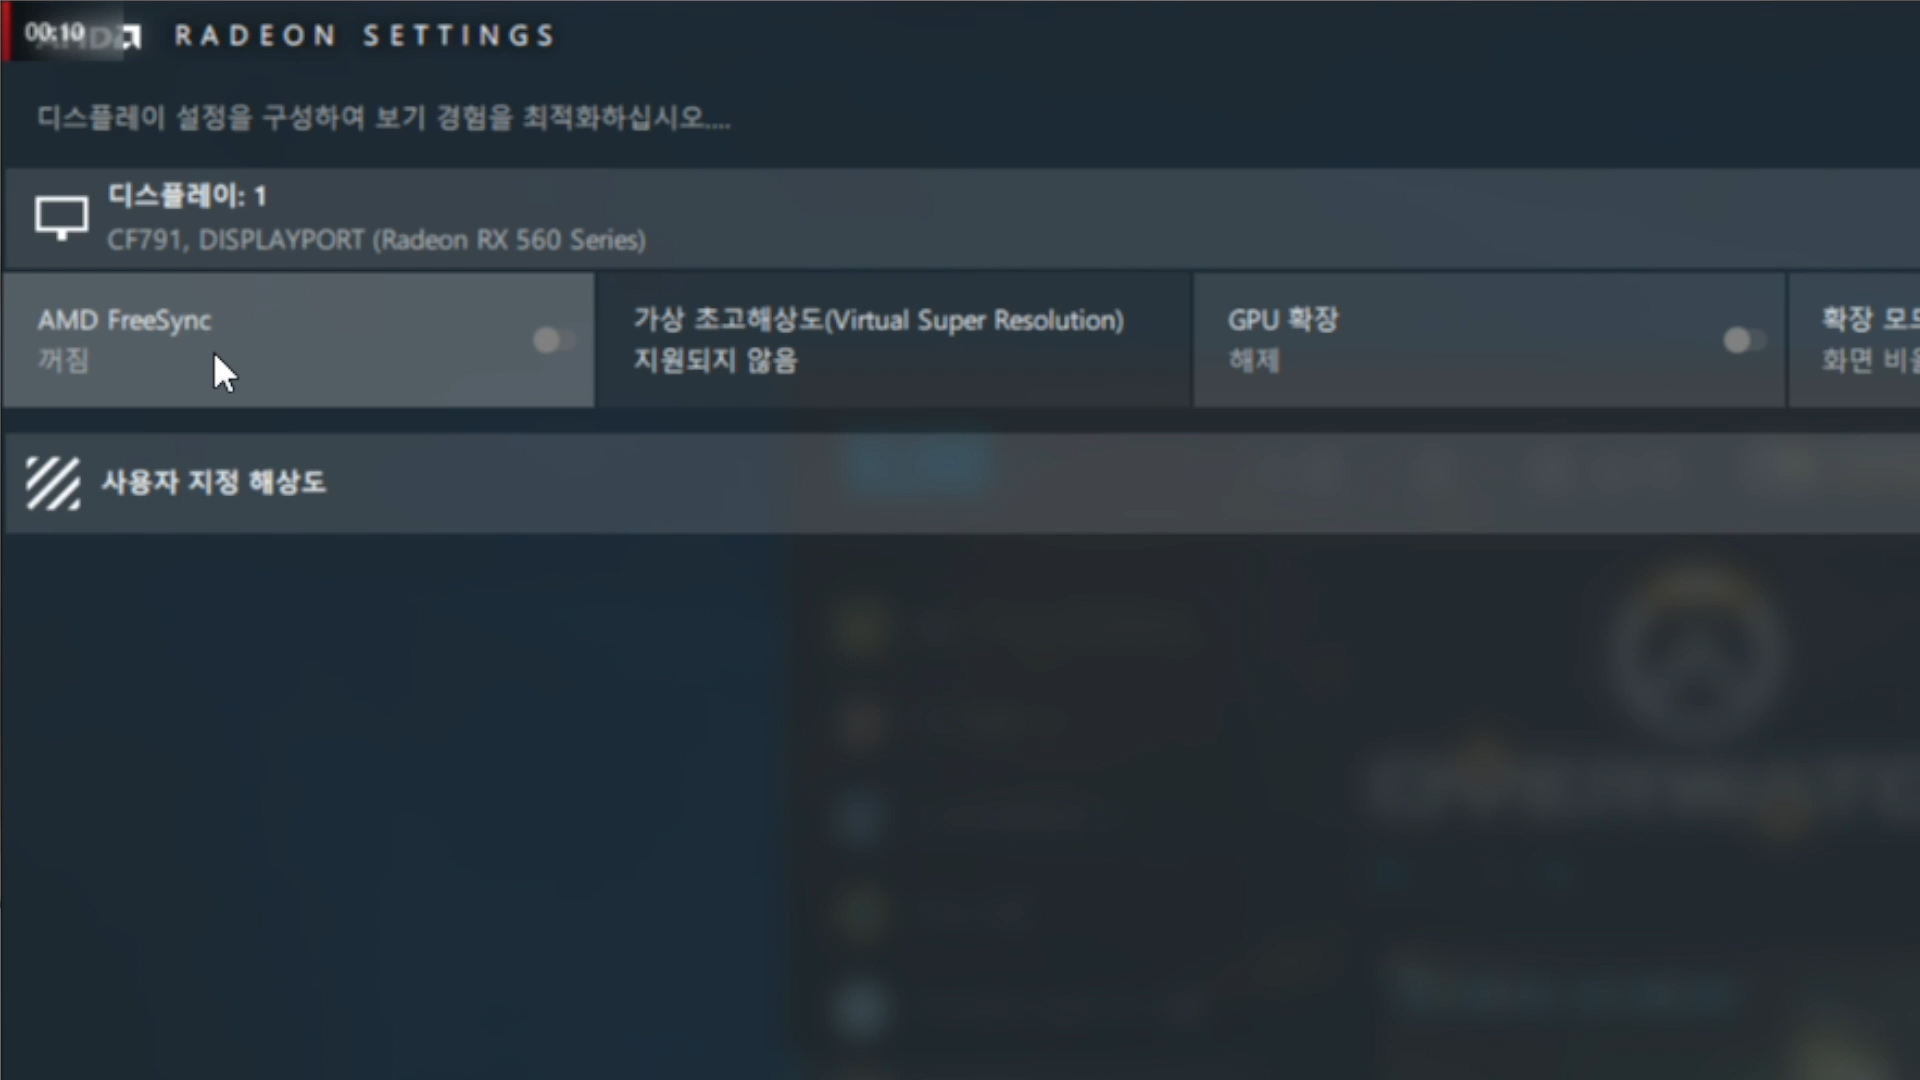 00:10
RADEON SETTINGS
디스플레이 설정을 구성하여 보기 경험을 최적화하십시오....
디스플레이: 1
CF791, DISPLAYPORT (Radeon RX 560 Series)
AMD FreeSync
꺼짐
가상 초고해상도(Virtual Super Resolution)
지원되지 않음
GPU 확장
해제
확장
화면
사용자 지정 해상도